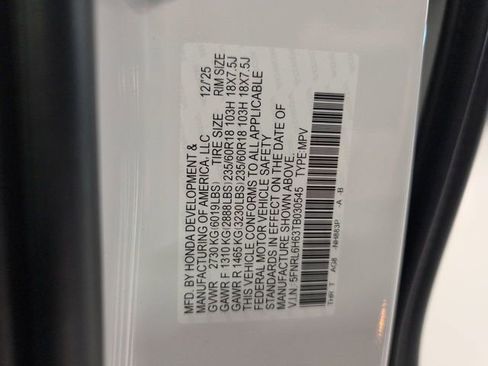 MFD. BY HONDA DEVELOPMENT &
MANUFACTURING OF AMERICA, LLC 12/25
GVWR 2730 KG(6019LBS) TIRE SIZE RIM SIZE
GAWR F 1310 KG(2888LBS)235/60R18 103H 18X7.5J
GAWR R 1465 KG(3230LBS)235/60R18 103H 18X7.5J
THIS VEHICLE CONFORMS TO ALL APPLICABLE
FEDERAL MOTOR VEHICLE SAFETY
STANDARDS IN EFFECT ON THE DATE OF
MANUFACTURE SHOWN ABOVE.
V.I.N. 5FNRL6H63TB030545 TYPE:MPV
THR T AG8 NH883P -A -B